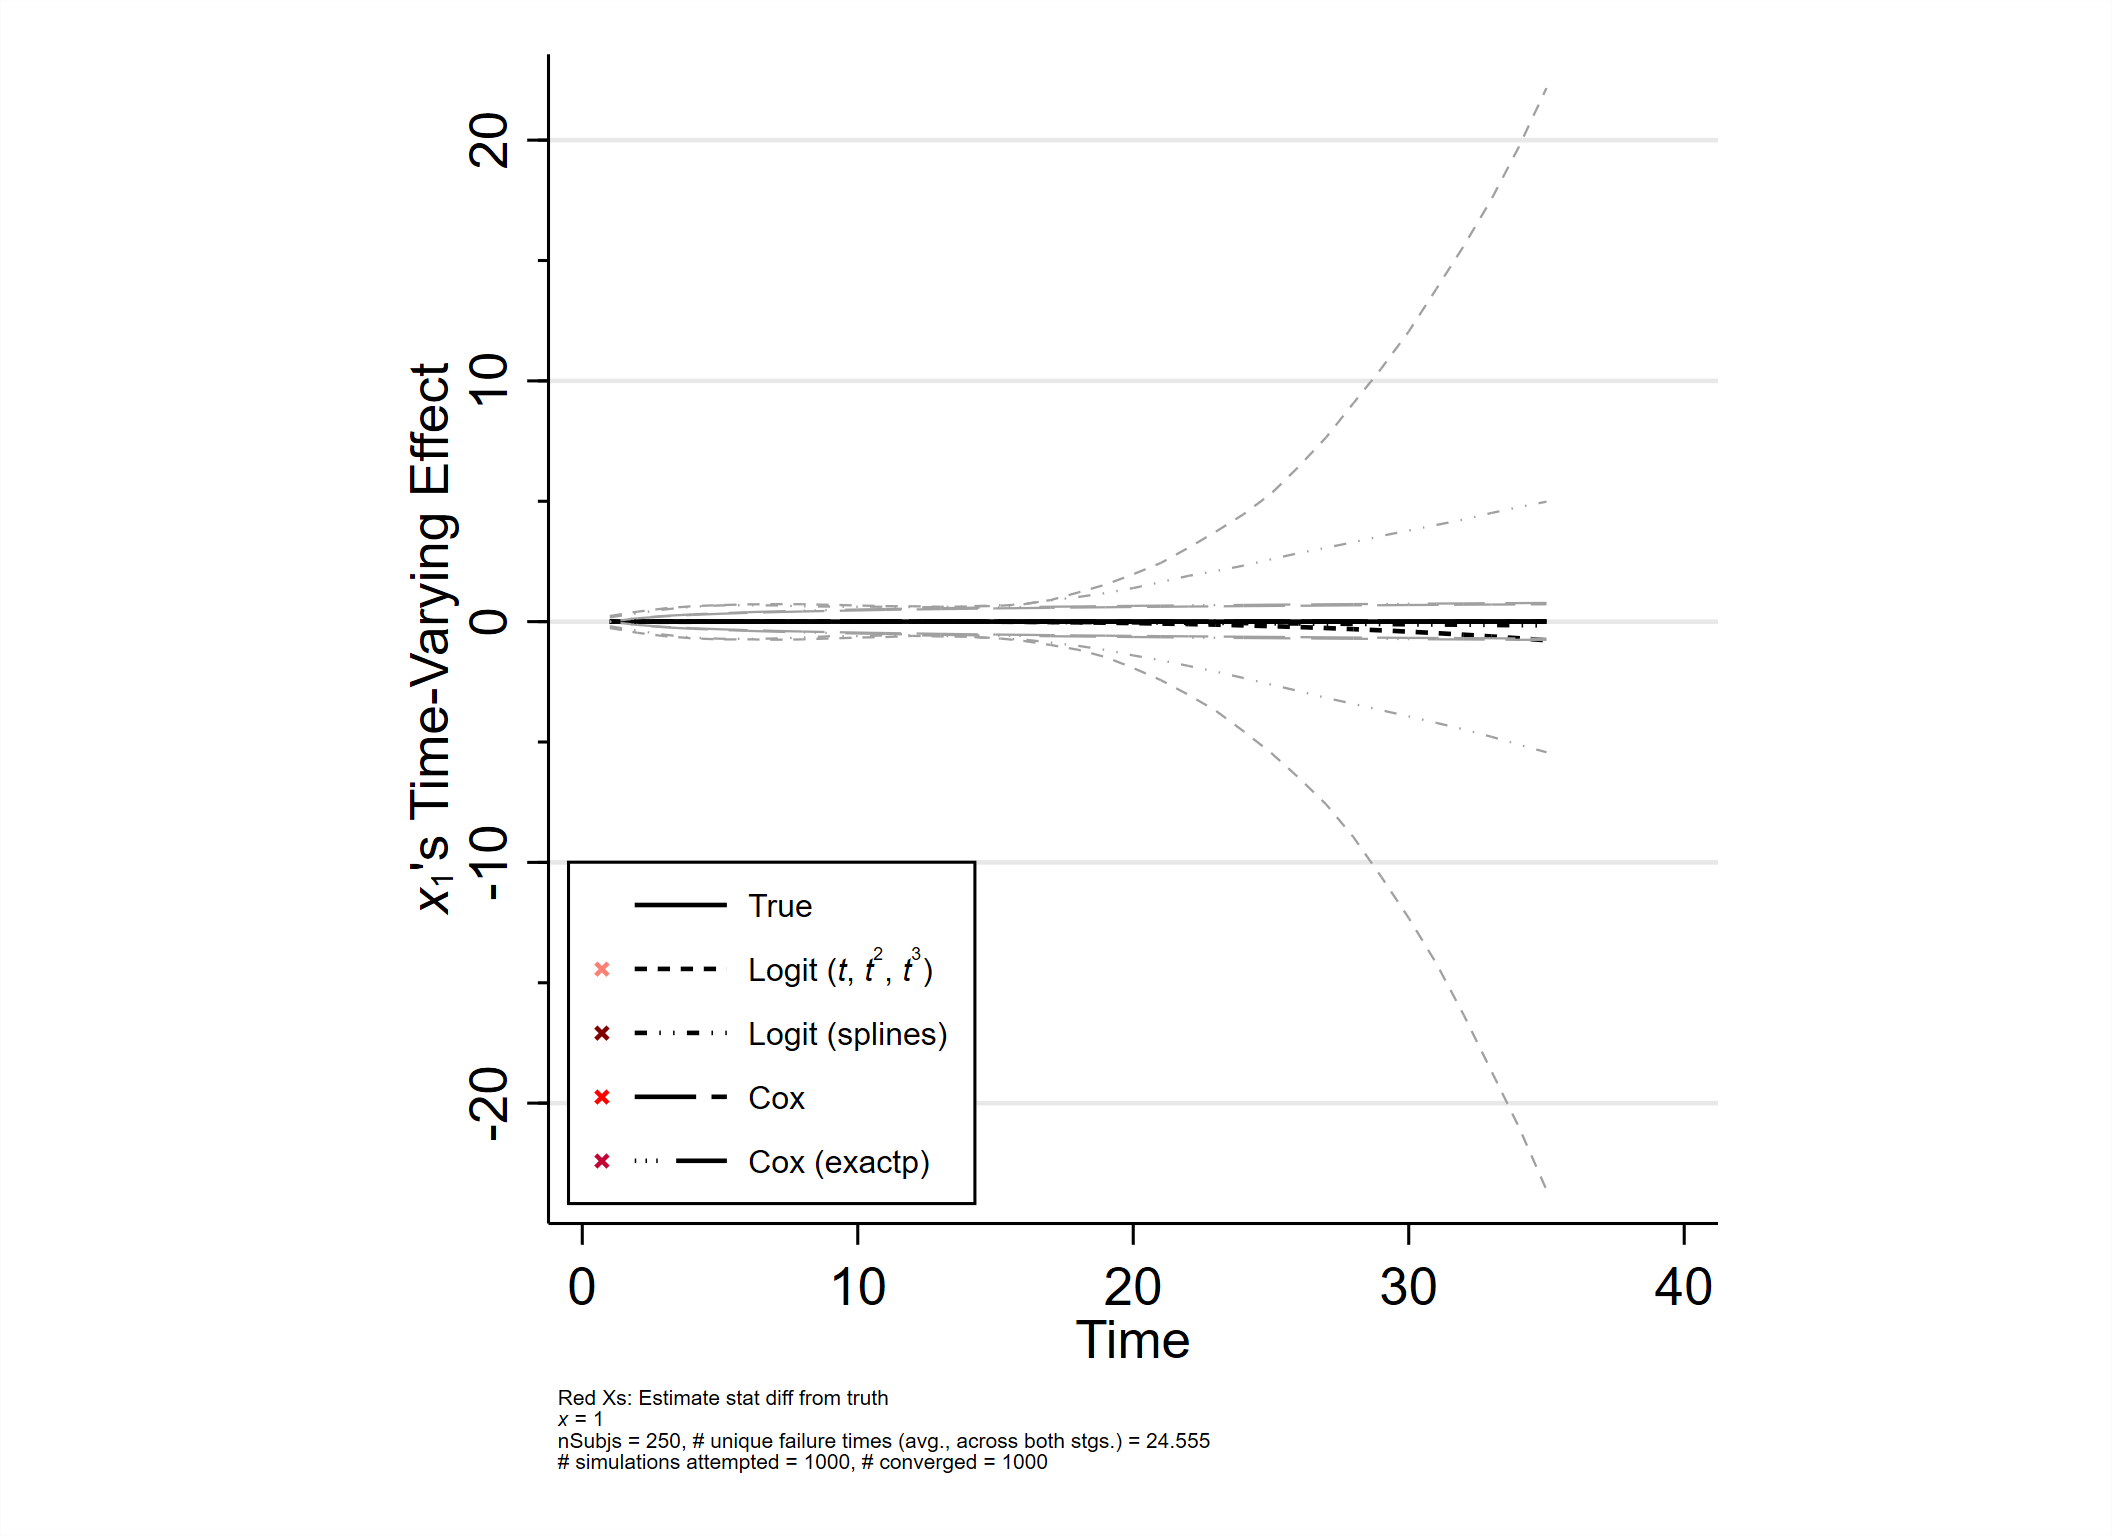 20
10
0
-10
-20
x₁'s Time-Varying Effect
True
Logit (t, t², t³)
Logit (splines)
Cox
Cox (exactp)
0 10 20 30 40
Time
Red Xs: Estimate stat diff from truth
x = 1
nSubjs = 250, # unique failure times (avg., across both stgs.) = 24.555
# simulations attempted = 1000, # converged = 1000